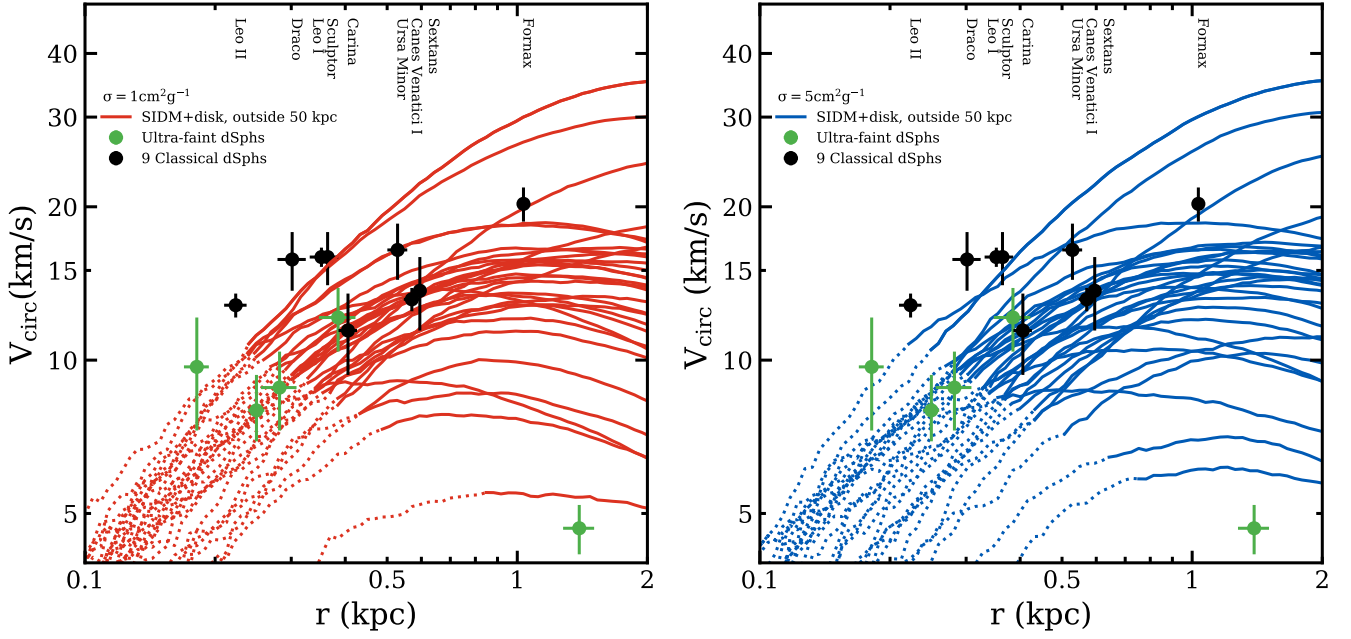 Leo II
Draco
Leo I
Sculptor
Carina
Ursa Minor
Canes Venatici I
Sextans
Fornax
σ = 1cm²g⁻¹
SIDM+disk, outside 50 kpc
Ultra-faint dSphs
9 Classical dSphs
40
30
20
15
10
5
V_circ(km/s)
0.1
0.5
1
2
r (kpc)
Leo II
Draco
Leo I
Sculptor
Carina
Ursa Minor
Canes Venatici I
Sextans
Fornax
σ = 5cm²g⁻¹
SIDM+disk, outside 50 kpc
Ultra-faint dSphs
9 Classical dSphs
40
30
20
15
10
5
V_circ (km/s)
0.1
0.5
1
2
r (kpc)